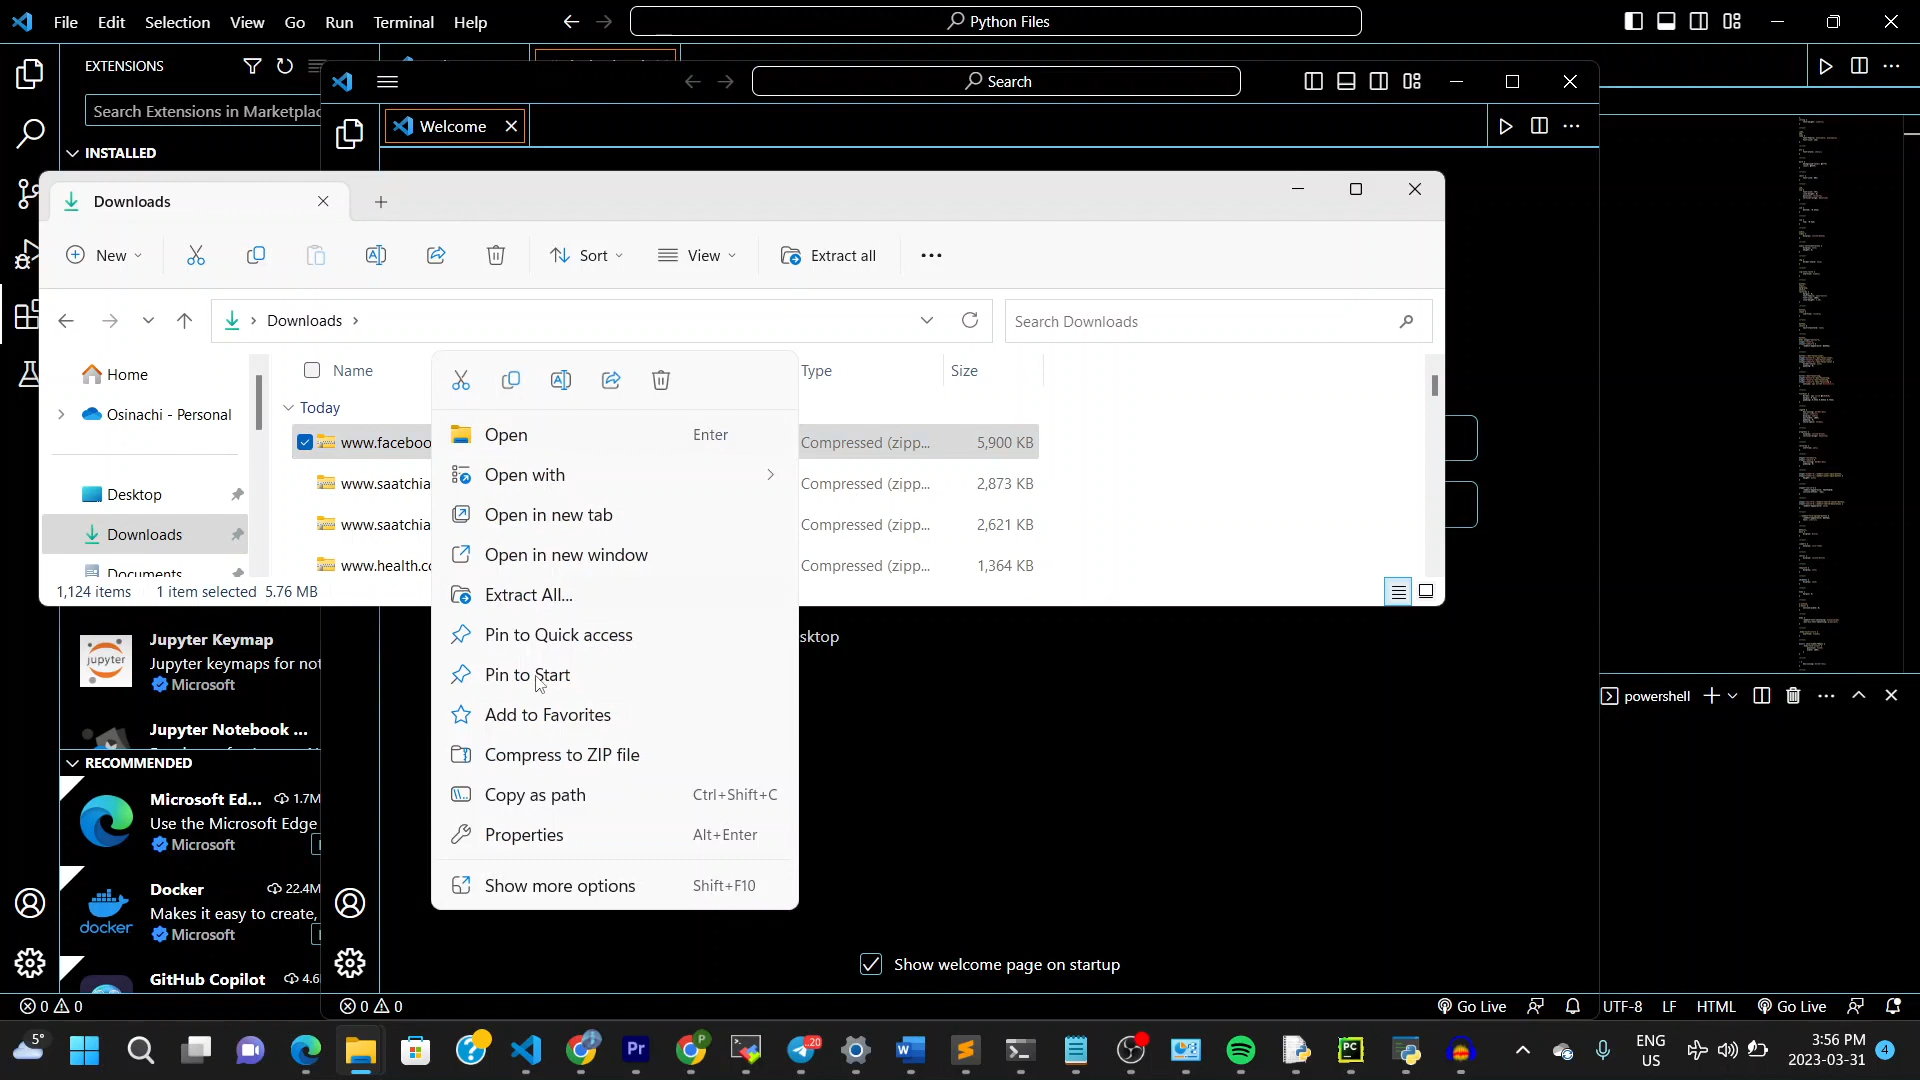 File Edit Selection View Go Run Terminal Help
Python Files
EXTENSIONS
Search Extensions in Marketplac
INSTALLED
Search
Welcome
Downloads
New
Sort
View
Extract all
Downloads
Search Downloads
Home
Osinachi - Personal
Desktop
Downloads
Documents
Name
Type
Size
Today
www.faceboo
Compressed (zipp...
5,900 KB
www.saatchia
Compressed (zipp...
2,873 KB
www.saatchia
Compressed (zipp...
2,621 KB
www.health.co
Compressed (zipp...
1,364 KB
1,124 items
1 item selected 5.76 MB
Open
Enter
Open with
Open in new tab
Open in new window
Extract All...
Pin to Quick access
Pin to Start
Add to Favorites
Compress to ZIP file
Copy as path
Ctrl+Shift+C
Properties
Alt+Enter
Show more options
Shift+F10
sktop
Jupyter Keymap
Jupyter keymaps for not
Microsoft
Jupyter Notebook ...
RECOMMENDED
Microsoft Ed...
1.7M
Use the Microsoft Edge
Microsoft
Docker
22.4M
Makes it easy to create,
Microsoft
GitHub Copilot
4.6
jupyter
docker
powershell
Show welcome page on startup
0 0
0 0
Go Live
UTF-8
LF
HTML
Go Live
5°
Pr
P
20
PC
ENG
US
3:56 PM
2023-03-31
4